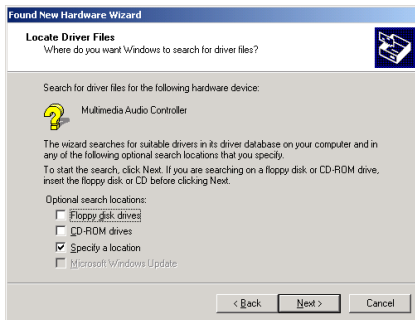 Found New Hardware Wizard
Locate Driver Files
Where do you want Windows to search for driver files?
Search for driver files for the following hardware device:
Multimedia Audio Controller
The wizard searches for suitable drivers in its driver database on your computer and in
any of the following optional search locations that you specify.
To start the search, click Next. If you are searching on a floppy disk or CD-ROM drive,
insert the floppy disk or CD before clicking Next.
Optional search locations:
Floppy disk drives
CD-ROM drives
Specify a location
Microsoft Windows Update
< Back
Next >
Cancel